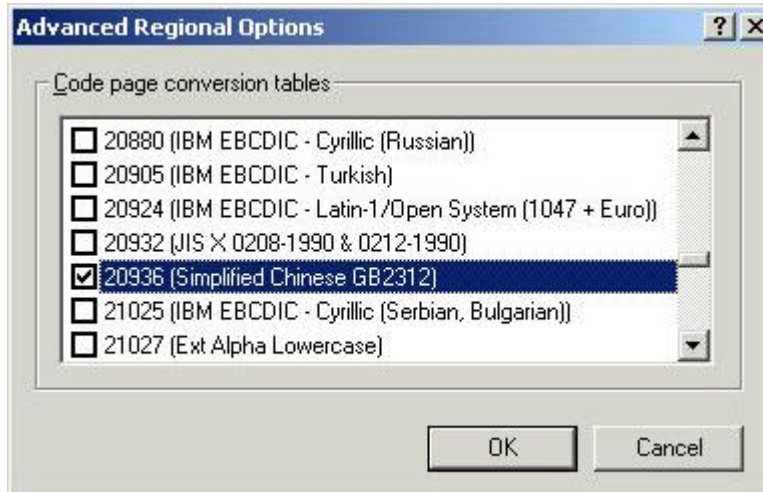 Advanced Regional Options
Code page conversion tables
20880 (IBM EBCDIC - Cyrillic (Russian))
20905 (IBM EBCDIC - Turkish)
20924 (IBM EBCDIC - Latin-1/Open System (1047 + Euro))
20932 (JIS X 0208-1990 & 0212-1990)
20936 (Simplified Chinese GB2312)
21025 (IBM EBCDIC - Cyrillic (Serbian, Bulgarian))
21027 (Ext Alpha Lowercase)
OK Cancel